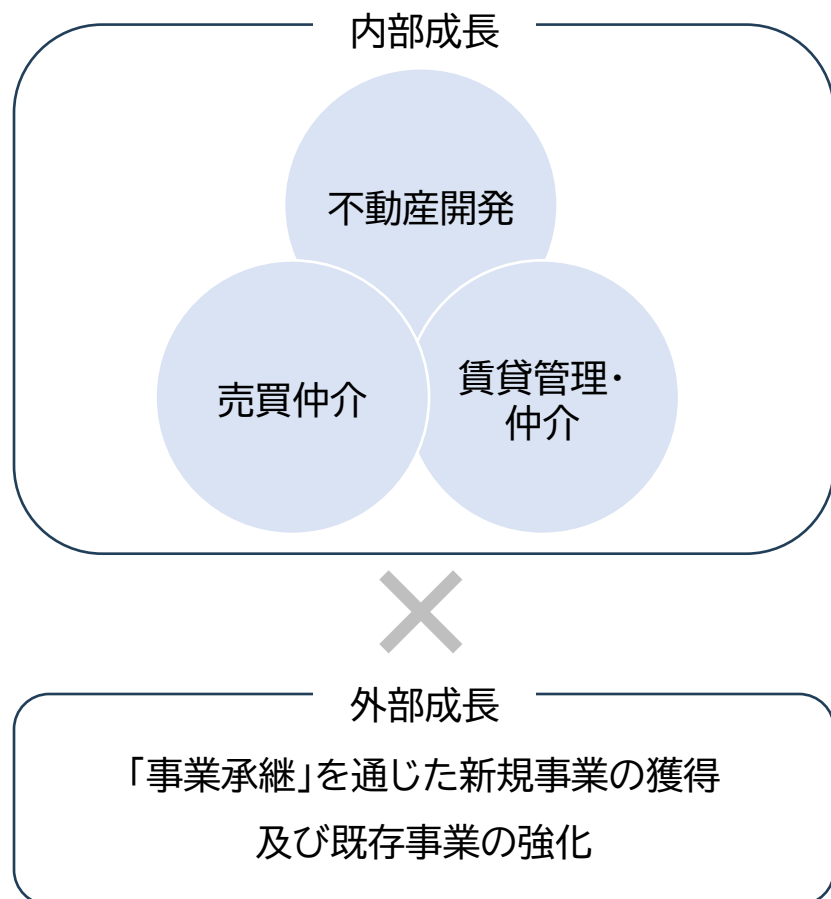 内部成長
不動産開発
売買仲介
賃貸管理・
仲介
外部成長
「事業承継」を通じた新規事業の獲得
及び既存事業の強化